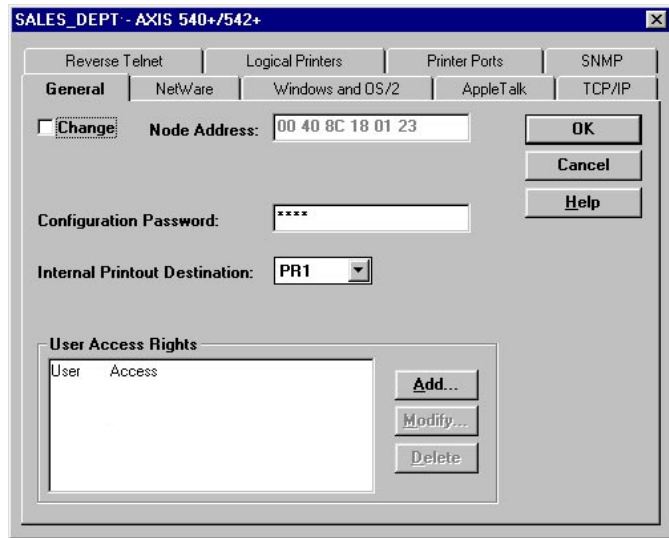 SALES_DEPT - AXIS 540+/542+
Reverse Telnet Logical Printers Printer Ports SNMP
General NetWare Windows and OS/2 AppleTalk TCP/IP
Change Node Address: 00 40 8C 18 01 23 OK
Cancel
Help
Configuration Password: ****
Internal Printout Destination: PR1
User Access Rights
User Access
Add...
Modify...
Delete